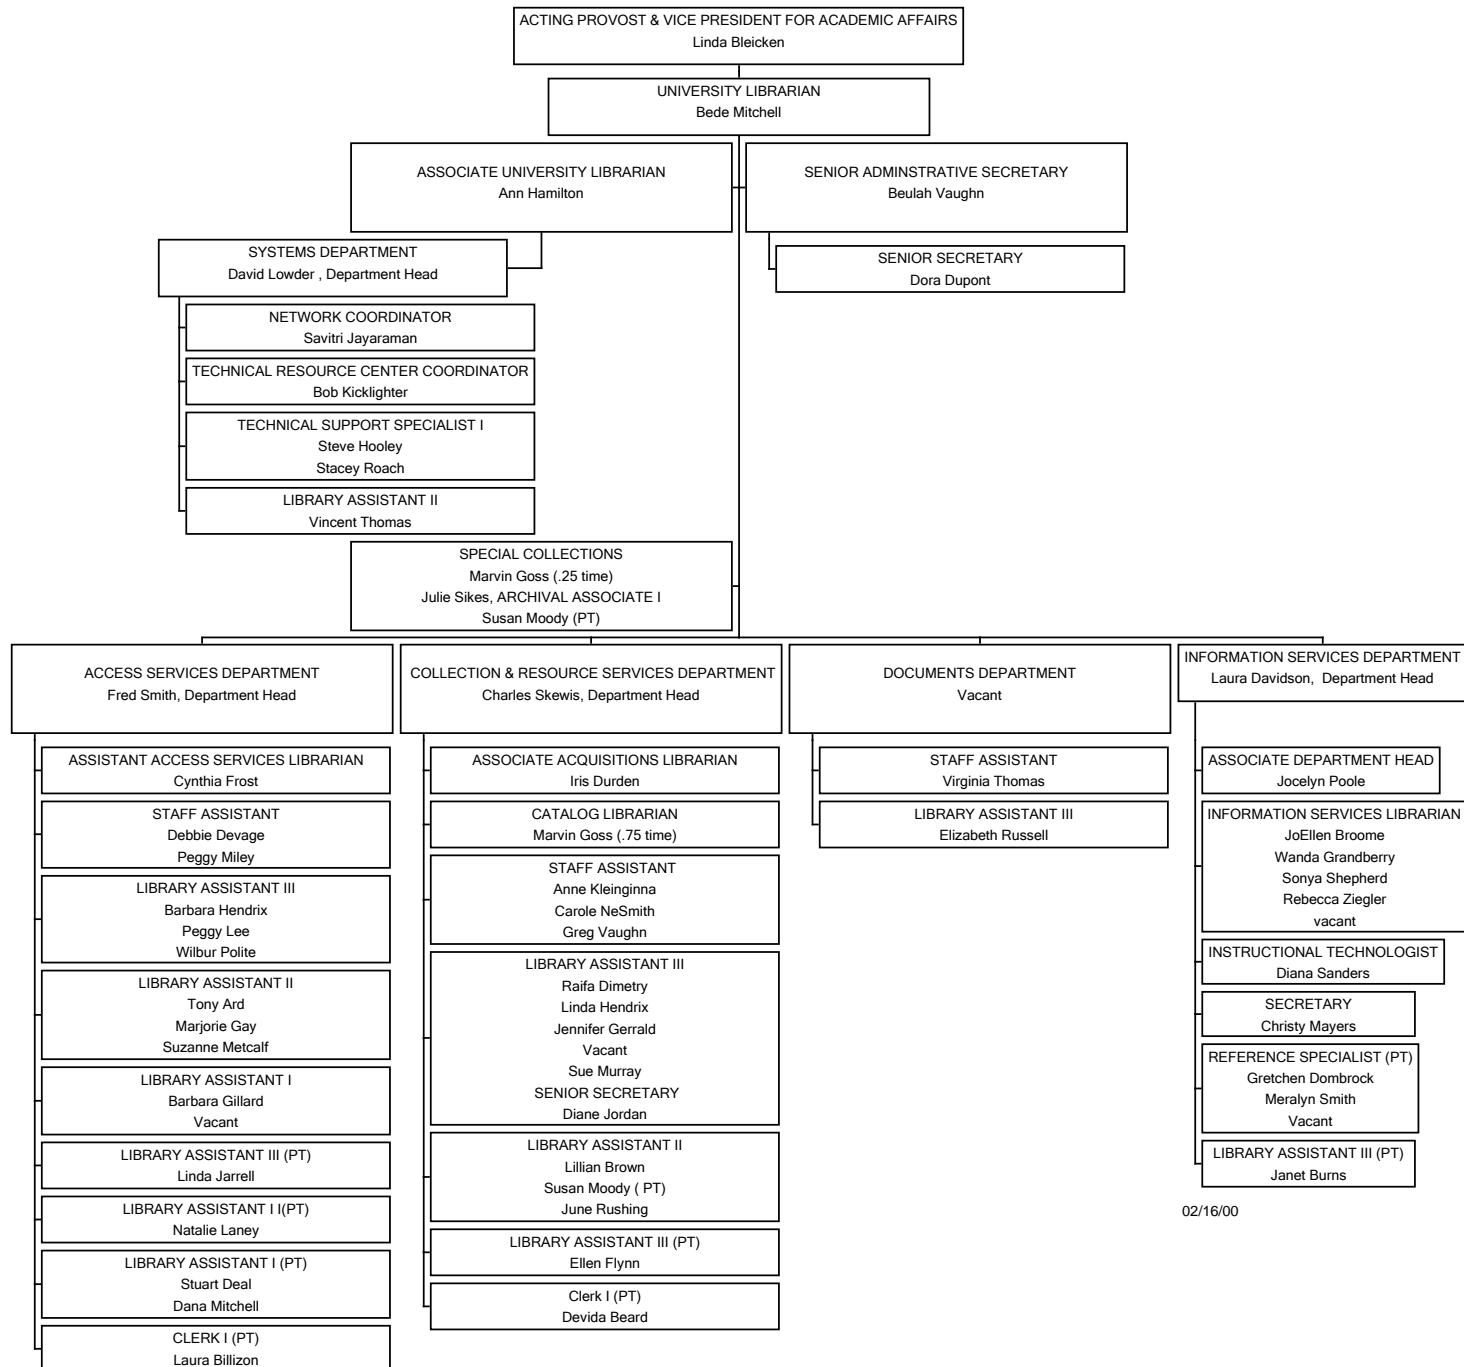 ACTING PROVOST & VICE PRESIDENT FOR ACADEMIC AFFAIRS
Linda Bleicken
UNIVERSITY LIBRARIAN
Bede Mitchell
ASSOCIATE UNIVERSITY LIBRARIAN
Ann Hamilton
SENIOR ADMINSTRATIVE SECRETARY
Beulah Vaughn
SENIOR SECRETARY
Dora Dupont
SYSTEMS DEPARTMENT
David Lowder , Department Head
NETWORK COORDINATOR
Savitri Jayaraman
TECHNICAL RESOURCE CENTER COORDINATOR
Bob Kicklighter
TECHNICAL SUPPORT SPECIALIST I
Steve Hooley
Stacey Roach
LIBRARY ASSISTANT II
Vincent Thomas
SPECIAL COLLECTIONS
Marvin Goss (.25 time)
Julie Sikes, ARCHIVAL ASSOCIATE I
Susan Moody (PT)
ACCESS SERVICES DEPARTMENT
Fred Smith, Department Head
ASSISTANT ACCESS SERVICES LIBRARIAN
Cynthia Frost
STAFF ASSISTANT
Debbie Devage
Peggy Miley
LIBRARY ASSISTANT III
Barbara Hendrix
Peggy Lee
Wilbur Polite
LIBRARY ASSISTANT II
Tony Ard
Marjorie Gay
Suzanne Metcalf
LIBRARY ASSISTANT I
Barbara Gillard
Vacant
LIBRARY ASSISTANT III (PT)
Linda Jarrell
LIBRARY ASSISTANT I I(PT)
Natalie Laney
LIBRARY ASSISTANT I (PT)
Stuart Deal
Dana Mitchell
CLERK I (PT)
Laura Billizon
COLLECTION & RESOURCE SERVICES DEPARTMENT
Charles Skewis, Department Head
ASSOCIATE ACQUISITIONS LIBRARIAN
Iris Durden
CATALOG LIBRARIAN
Marvin Goss (.75 time)
STAFF ASSISTANT
Anne Kleinginna
Carole NeSmith
Greg Vaughn
LIBRARY ASSISTANT III
Raifa Dimetry
Linda Hendrix
Jennifer Gerrald
Vacant
Sue Murray
SENIOR SECRETARY
Diane Jordan
LIBRARY ASSISTANT II
Lillian Brown
Susan Moody ( PT)
June Rushing
LIBRARY ASSISTANT III (PT)
Ellen Flynn
Clerk I (PT)
Devida Beard
DOCUMENTS DEPARTMENT
Vacant
STAFF ASSISTANT
Virginia Thomas
LIBRARY ASSISTANT III
Elizabeth Russell
INFORMATION SERVICES DEPARTMENT
Laura Davidson, Department Head
ASSOCIATE DEPARTMENT HEAD
Jocelyn Poole
INFORMATION SERVICES LIBRARIAN
JoEllen Broome
Wanda Grandberry
Sonya Shepherd
Rebecca Ziegler
vacant
INSTRUCTIONAL TECHNOLOGIST
Diana Sanders
SECRETARY
Christy Mayers
REFERENCE SPECIALIST (PT)
Gretchen Dombrock
Meralyn Smith
Vacant
LIBRARY ASSISTANT III (PT)
Janet Burns
02/16/00